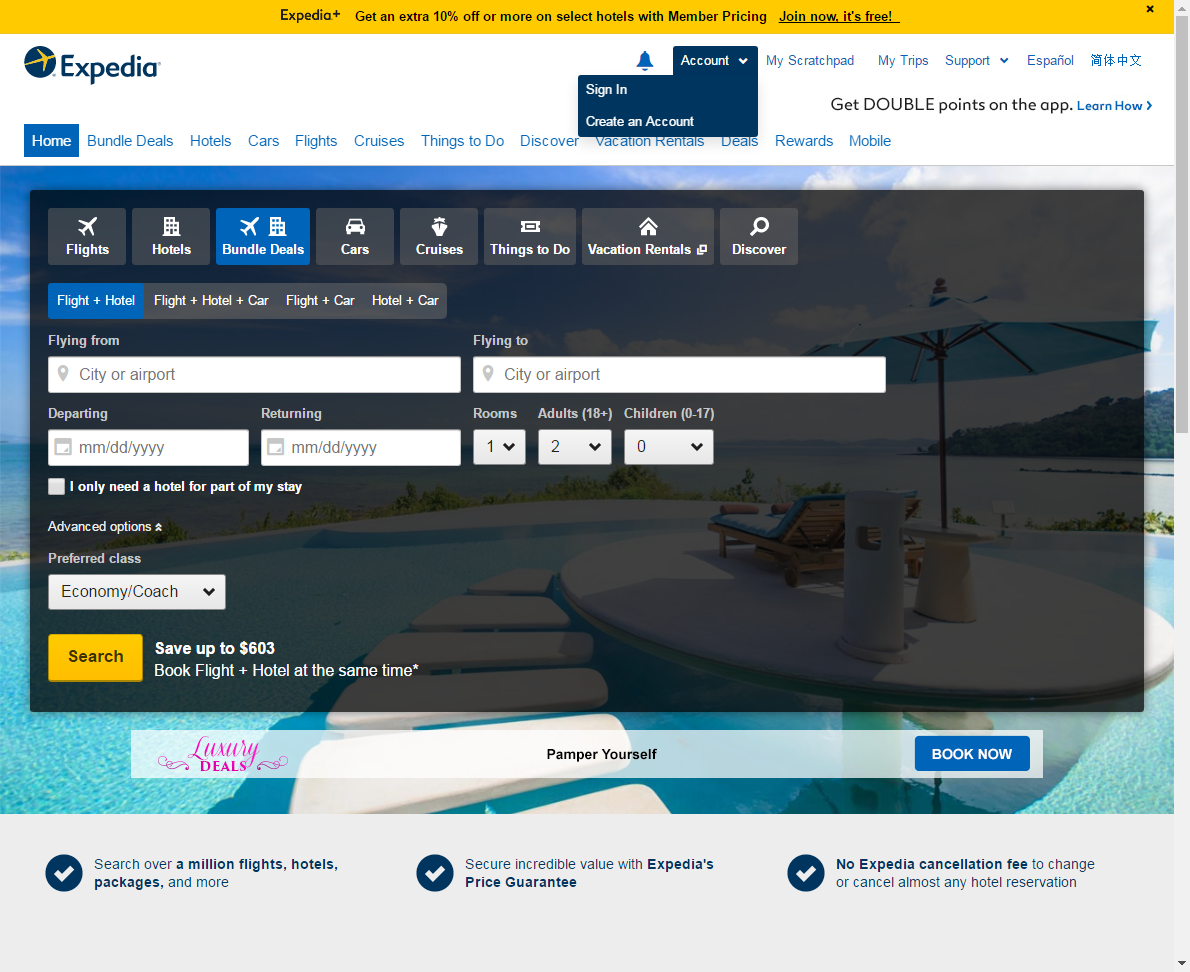 Expedia+ Get an extra 10% off or more on select hotels with Member Pricing Join now, it's free!
Expedia
Account My Scratchpad My Trips Support Español 简体中文
Sign In
Create an Account
Get DOUBLE points on the app. Learn How
Home Bundle Deals Hotels Cars Flights Cruises Things to Do Discover Vacation Rentals Deals Rewards Mobile
Flights Hotels Bundle Deals Cars Cruises Things to Do Vacation Rentals Discover
Flight + Hotel Flight + Hotel + Car Flight + Car Hotel + Car
Flying from Flying to
City or airport City or airport
Departing Returning Rooms Adults (18+) Children (0-17)
mm/dd/yyyy mm/dd/yyyy 1 2 0
I only need a hotel for part of my stay
Advanced options
Preferred class
Economy/Coach
Search
Save up to $603
Book Flight + Hotel at the same time*
Luxury
DEALS
Pamper Yourself
BOOK NOW
Search over a million flights, hotels,
packages, and more
Secure incredible value with Expedia's
Price Guarantee
No Expedia cancellation fee to change
or cancel almost any hotel reservation